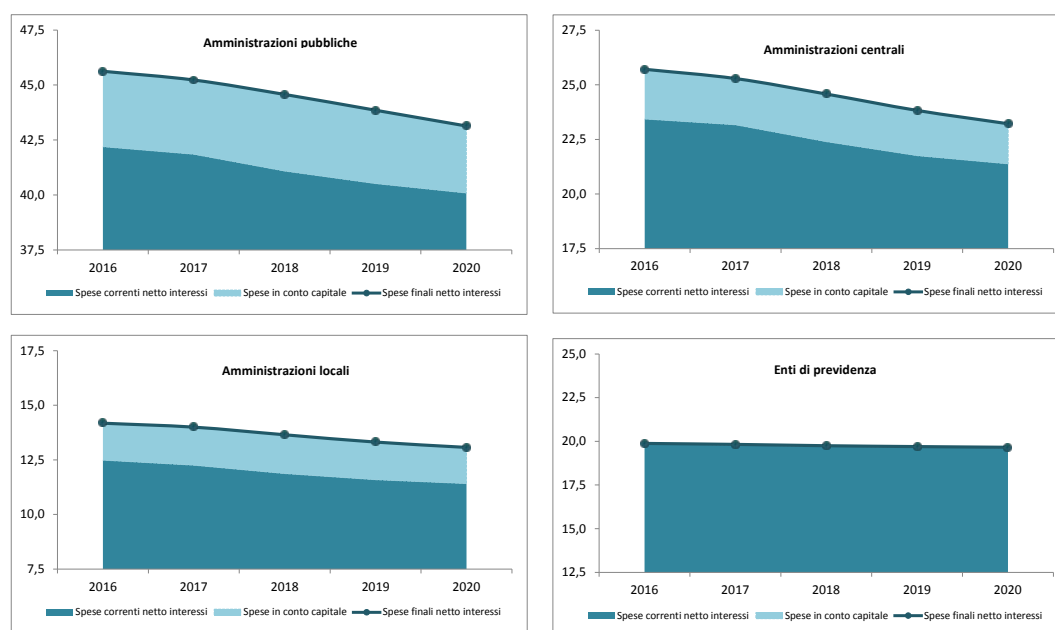 Amministrazioni pubbliche
47,5
45,0
42,5
40,0
37,5
2016 2017 2018 2019 2020
Spese correnti netto interessi Spese in conto capitale Spese finali netto interessi
Amministrazioni centrali
27,5
25,0
22,5
20,0
17,5
2016 2017 2018 2019 2020
Spese correnti netto interessi Spese in conto capitale Spese finali netto interessi
Amministrazioni locali
17,5
15,0
12,5
10,0
7,5
2016 2017 2018 2019 2020
Spese correnti netto interessi Spese in conto capitale Spese finali netto interessi
Enti di previdenza
25,0
22,5
20,0
17,5
15,0
12,5
2016 2017 2018 2019 2020
Spese correnti netto interessi Spese in conto capitale Spese finali netto interessi